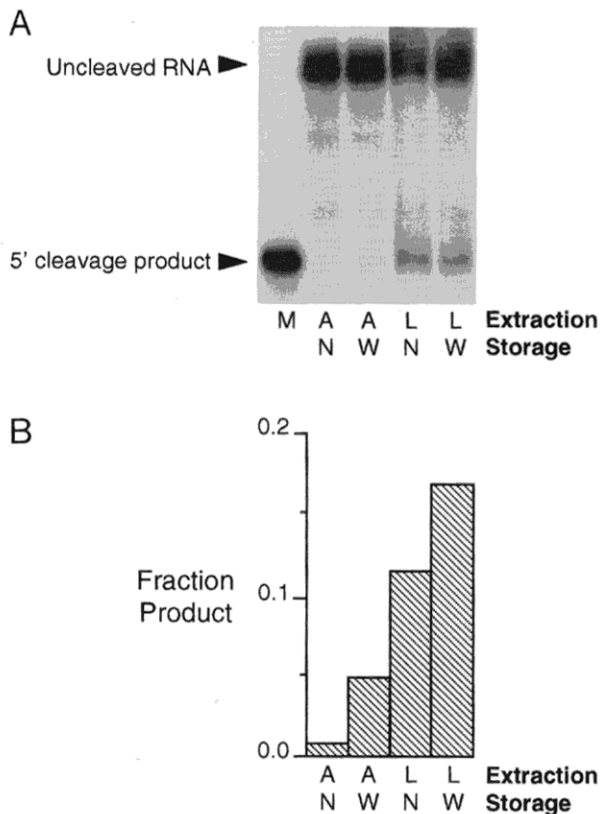 A
Uncleaved RNA
5' cleavage product
M A A L L Extraction
N W N W Storage
B
0.2
Fraction
Product
0.1
0.0
A A L L Extraction
N W N W Storage